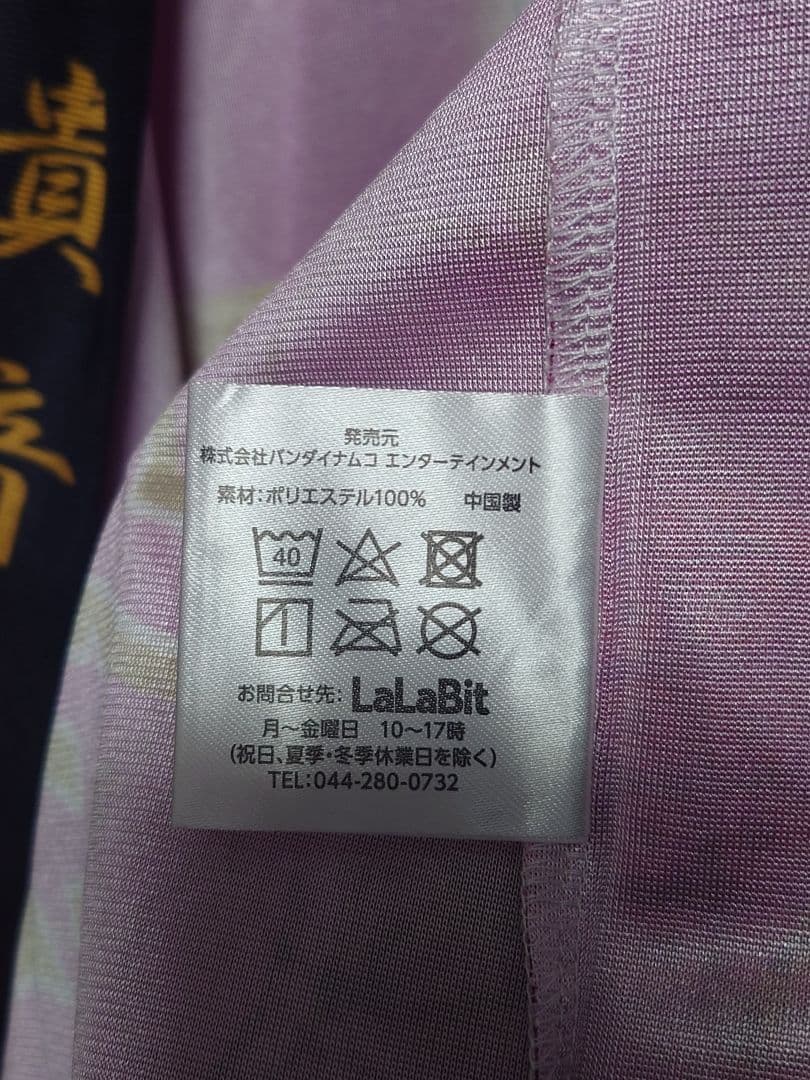 発売元
株式会社バンダイナムコ エンターテインメント
素材:ポリエステル100% 中国製
40
お問合せ先: LaLaBit
月~金曜日 10~17時
(祝日、夏季・冬季休業日を除く)
TEL:044-280-0732